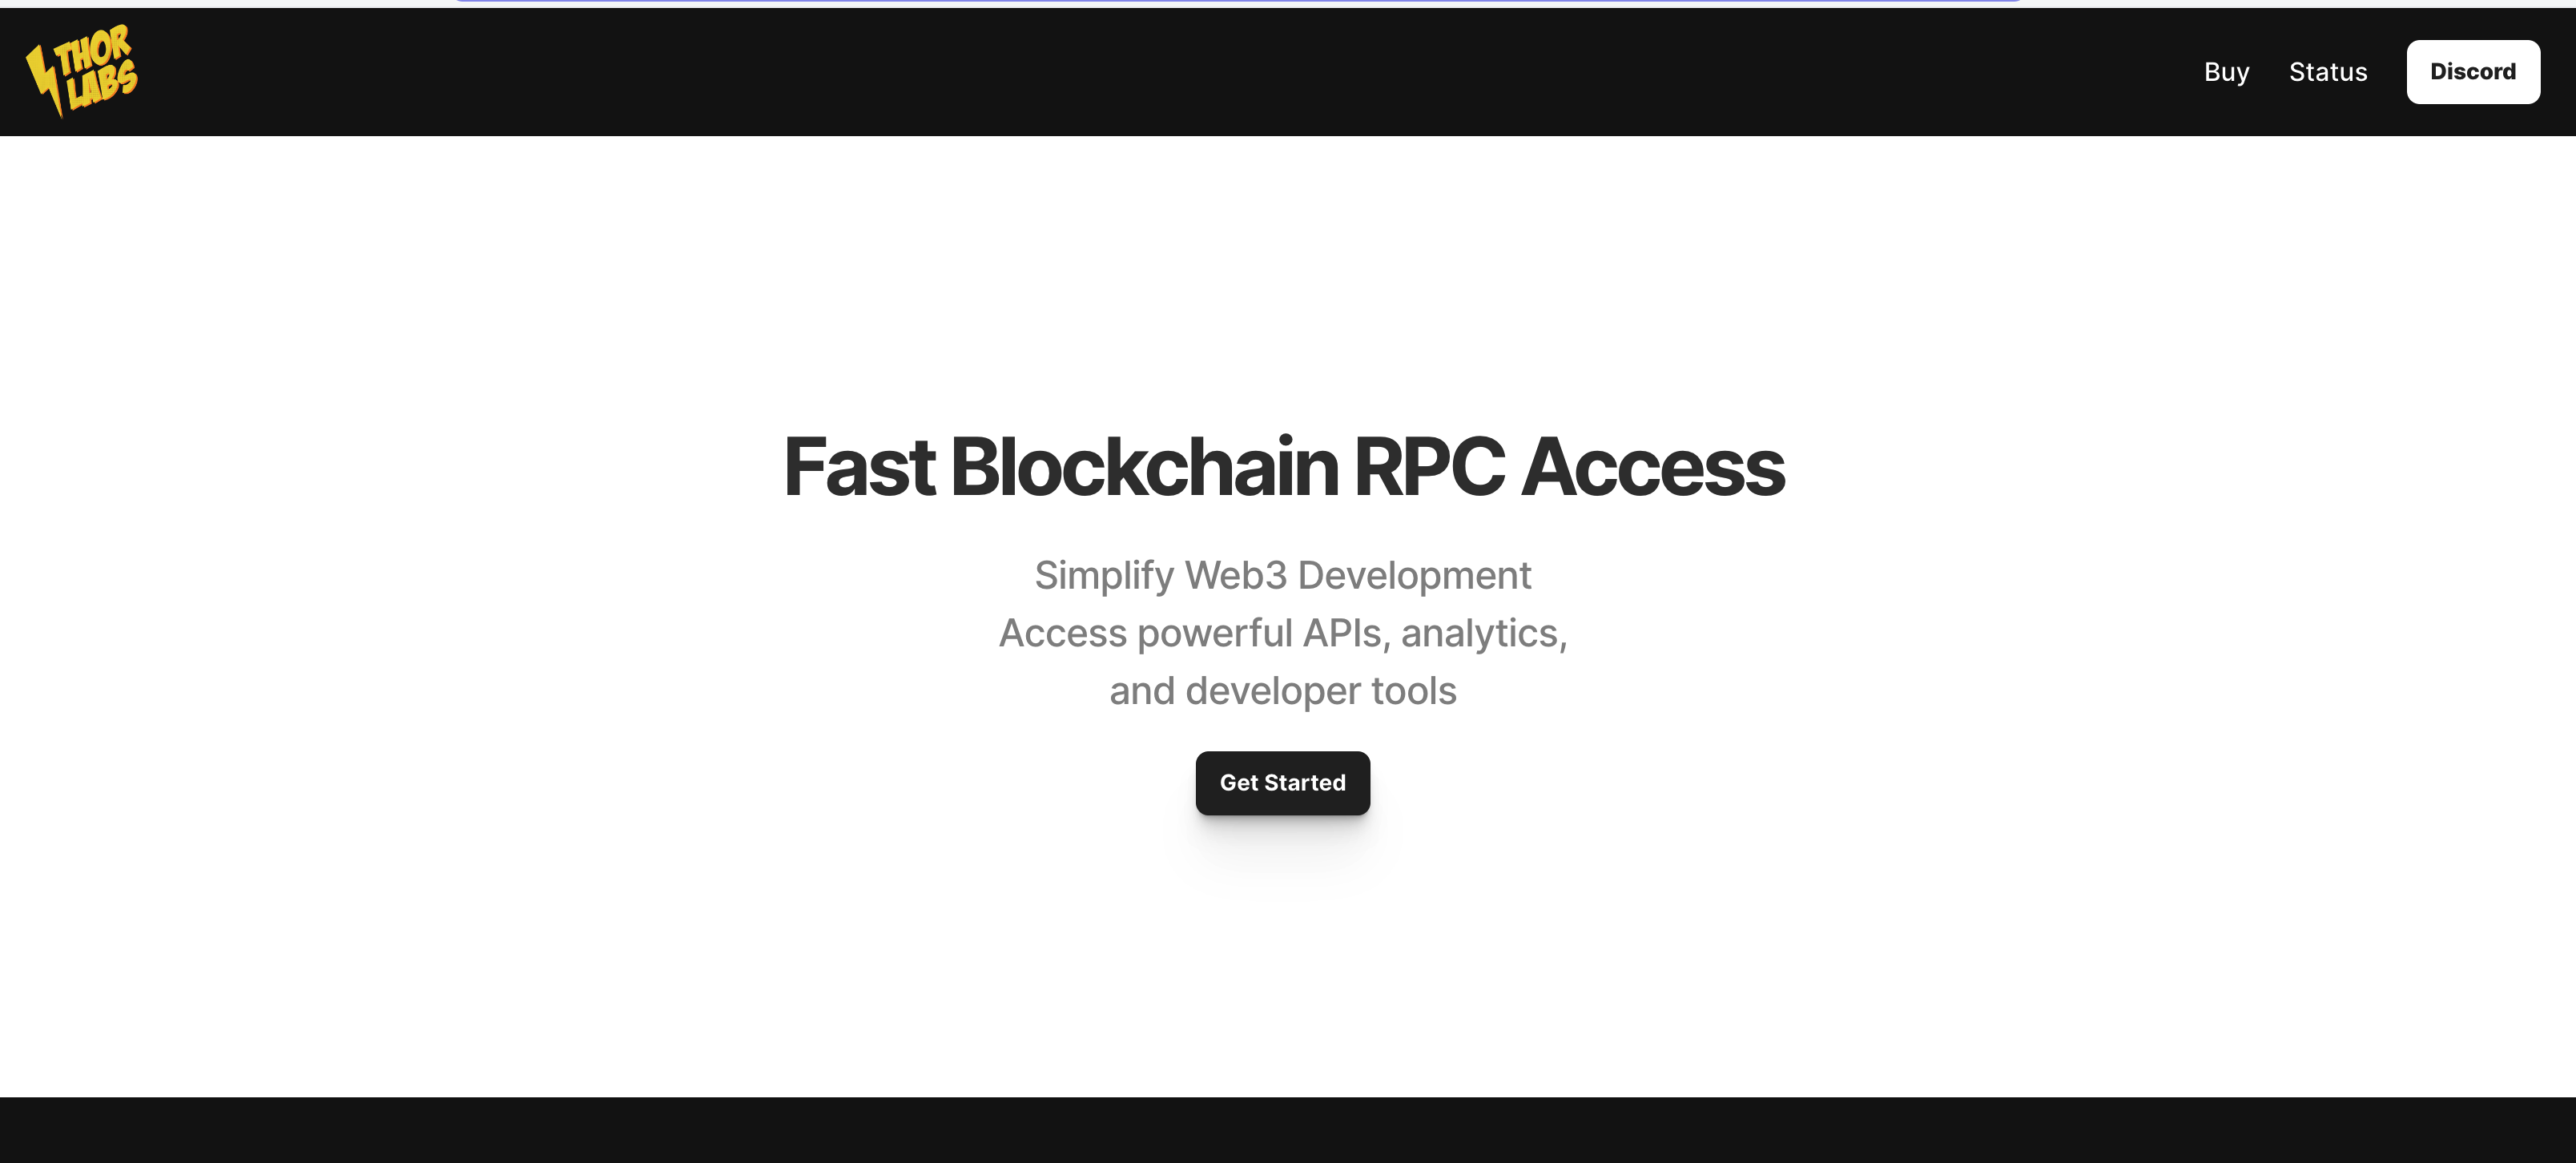 THOR
LABS
Buy
Status
Discord
Fast Blockchain RPC Access
Simplify Web3 Development
Access powerful APIs, analytics,
and developer tools
Get Started